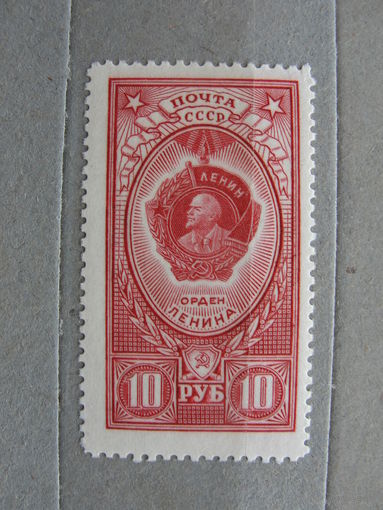 ПОЧТА
СССР
ЛЕНИН
ОРДЕН
ЛЕНИНА
10 РУБ 10